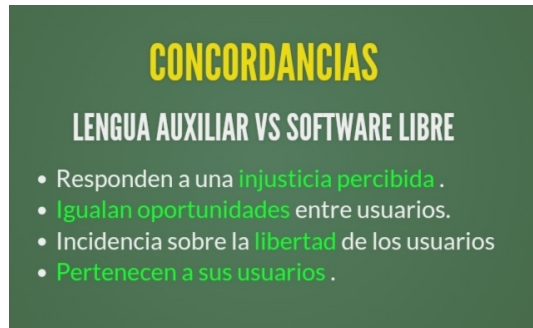 CONCORDANCIAS
LENGUA AUXILIAR VS SOFTWARE LIBRE
• Responden a una injusticia percibida .
• Igualan oportunidades entre usuarios.
• Incidencia sobre la libertad de los usuarios
• Pertenecen a sus usuarios .